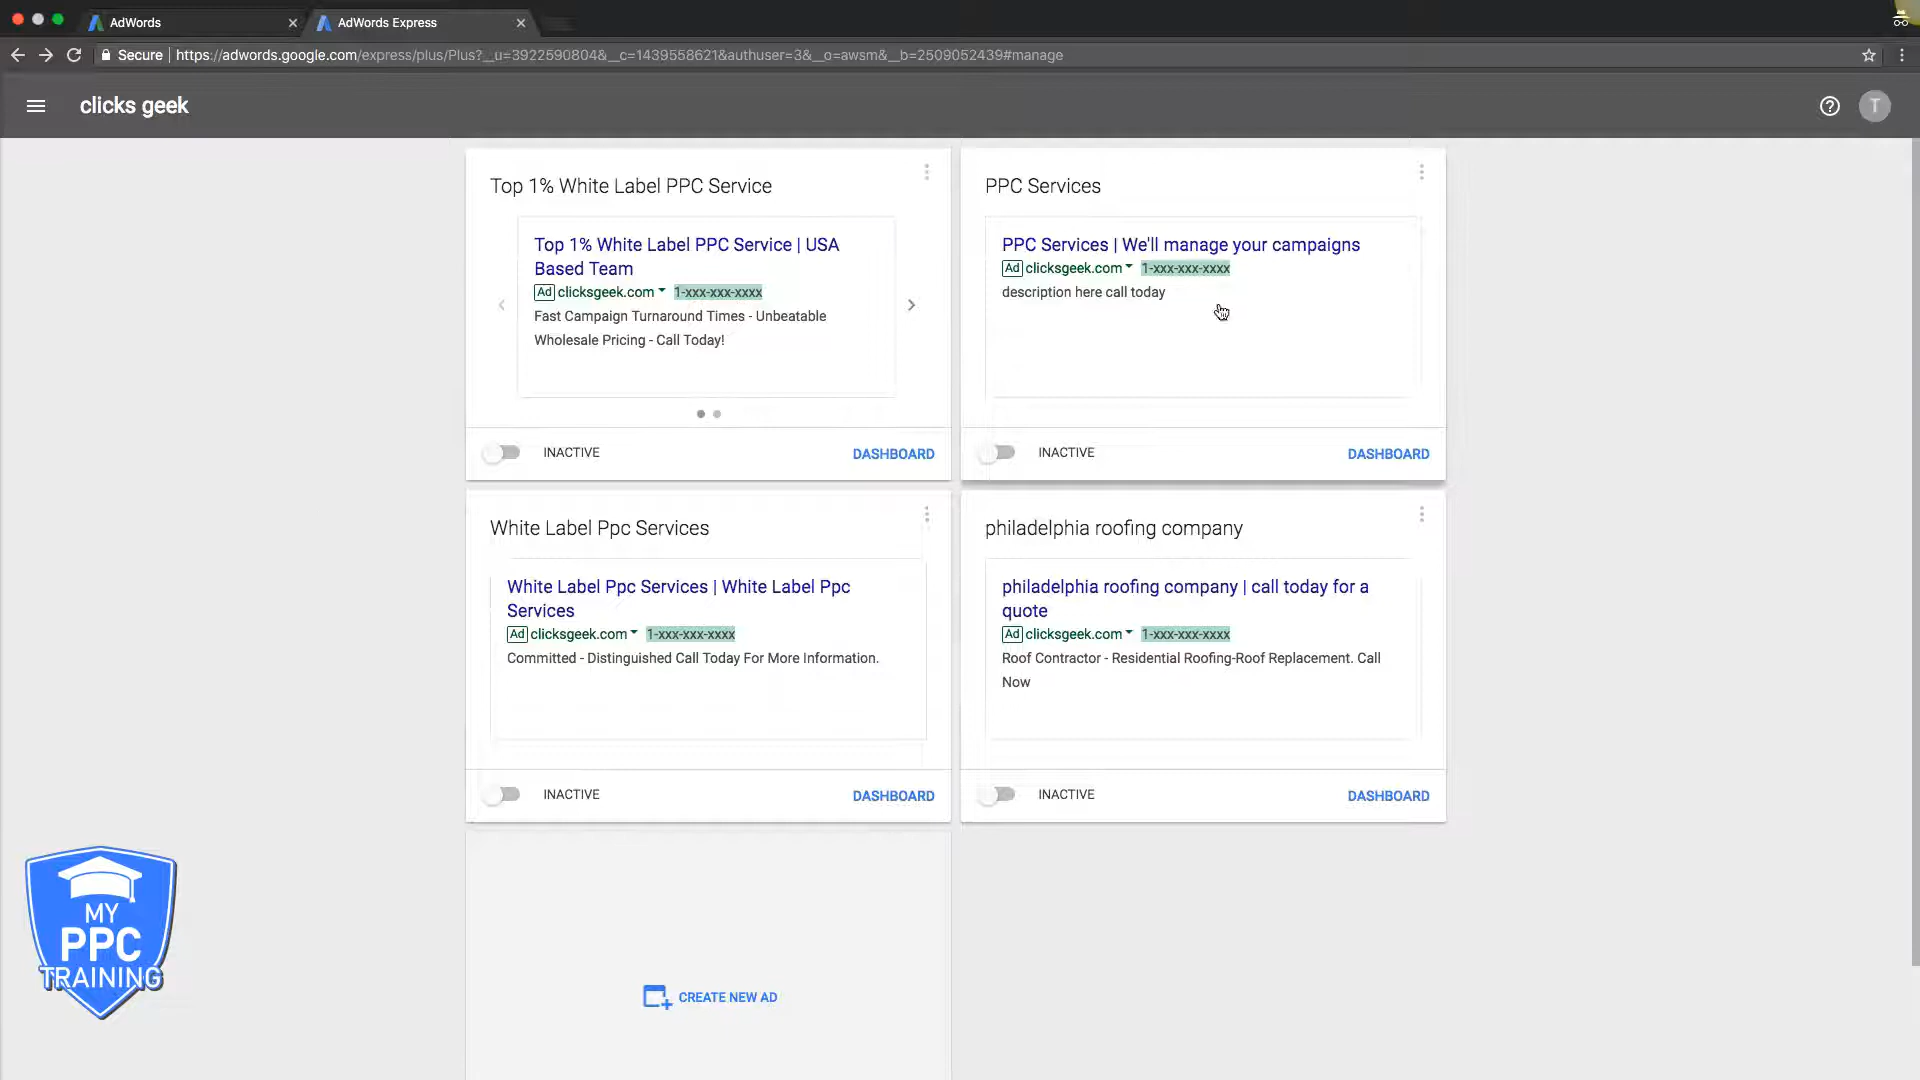 AdWords
AdWords Express
Secure
https://adwords.google.com/express/plus/Plus?__u=3922590804&__c=1439558621&authuser=3&__o=awsm&__b=2509052439#manage
clicks geek
T
Top 1% White Label PPC Service
Top 1% White Label PPC Service | USA
Based Team
Ad clicksgeek.com 1-xxx-xxx-xxxx
Fast Campaign Turnaround Times - Unbeatable
Wholesale Pricing - Call Today!
INACTIVE
DASHBOARD
PPC Services
PPC Services | We'll manage your campaigns
Ad clicksgeek.com 1-xxx-xxx-xxxx
description here call today
INACTIVE
DASHBOARD
White Label Ppc Services
White Label Ppc Services | White Label Ppc
Services
Ad clicksgeek.com 1-xxx-xxx-xxxx
Committed - Distinguished Call Today For More Information.
INACTIVE
DASHBOARD
philadelphia roofing company
philadelphia roofing company | call today for a
quote
Ad clicksgeek.com 1-xxx-xxx-xxxx
Roof Contractor - Residential Roofing-Roof Replacement. Call
Now
INACTIVE
DASHBOARD
MY
PPC
TRAINING
CREATE NEW AD